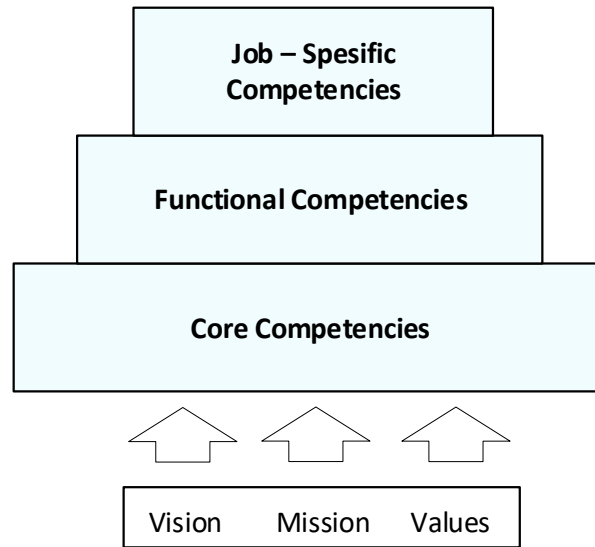 Job – Spesific
Competencies
Functional Competencies
Core Competencies
Vision Mission Values